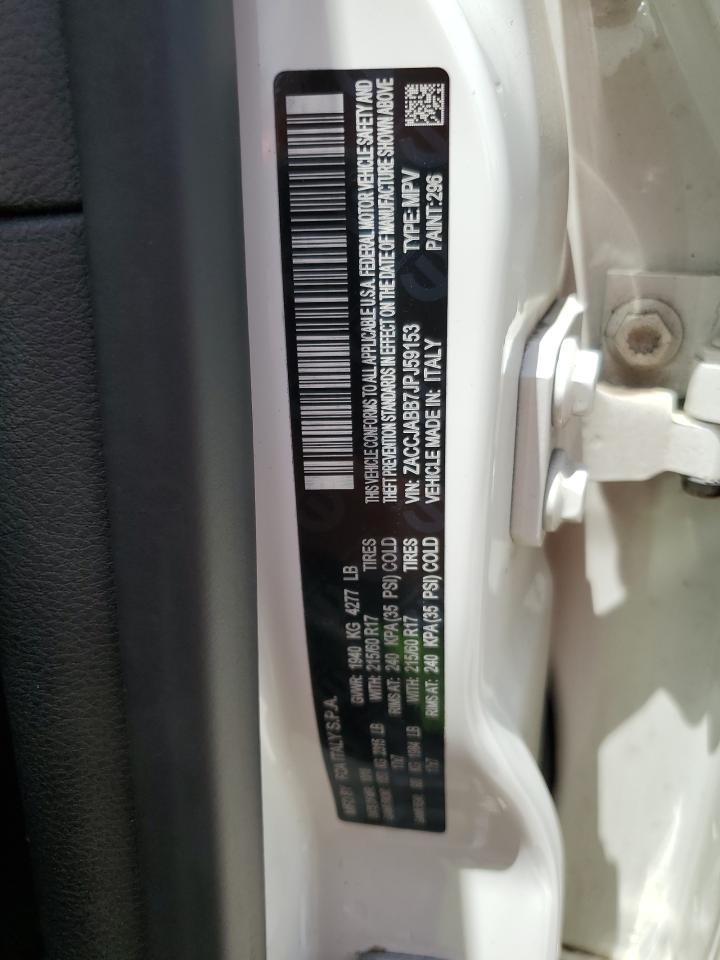 MFD BY FCA ITALY S.P.A.
GVWR: 1940 KG 4277 LB
WITH: 215/60 R17 TIRES
RIMS AT: 240 KPA (35 PSI) COLD
WITH: 215/60 R17 TIRES
RIMS AT: 240 KPA (35 PSI) COLD
THIS VEHICLE CONFORMS TO ALL APPLICABLE U.S.A. FEDERAL MOTOR VEHICLE SAFETY AND
THEFT PREVENTION STANDARDS IN EFFECT ON THE DATE OF MANUFACTURE SHOWN ABOVE
VIN: ZACCJABB7JPJ59153 TYPE: MPV
VEHICLE MADE IN: ITALY PAINT: 296